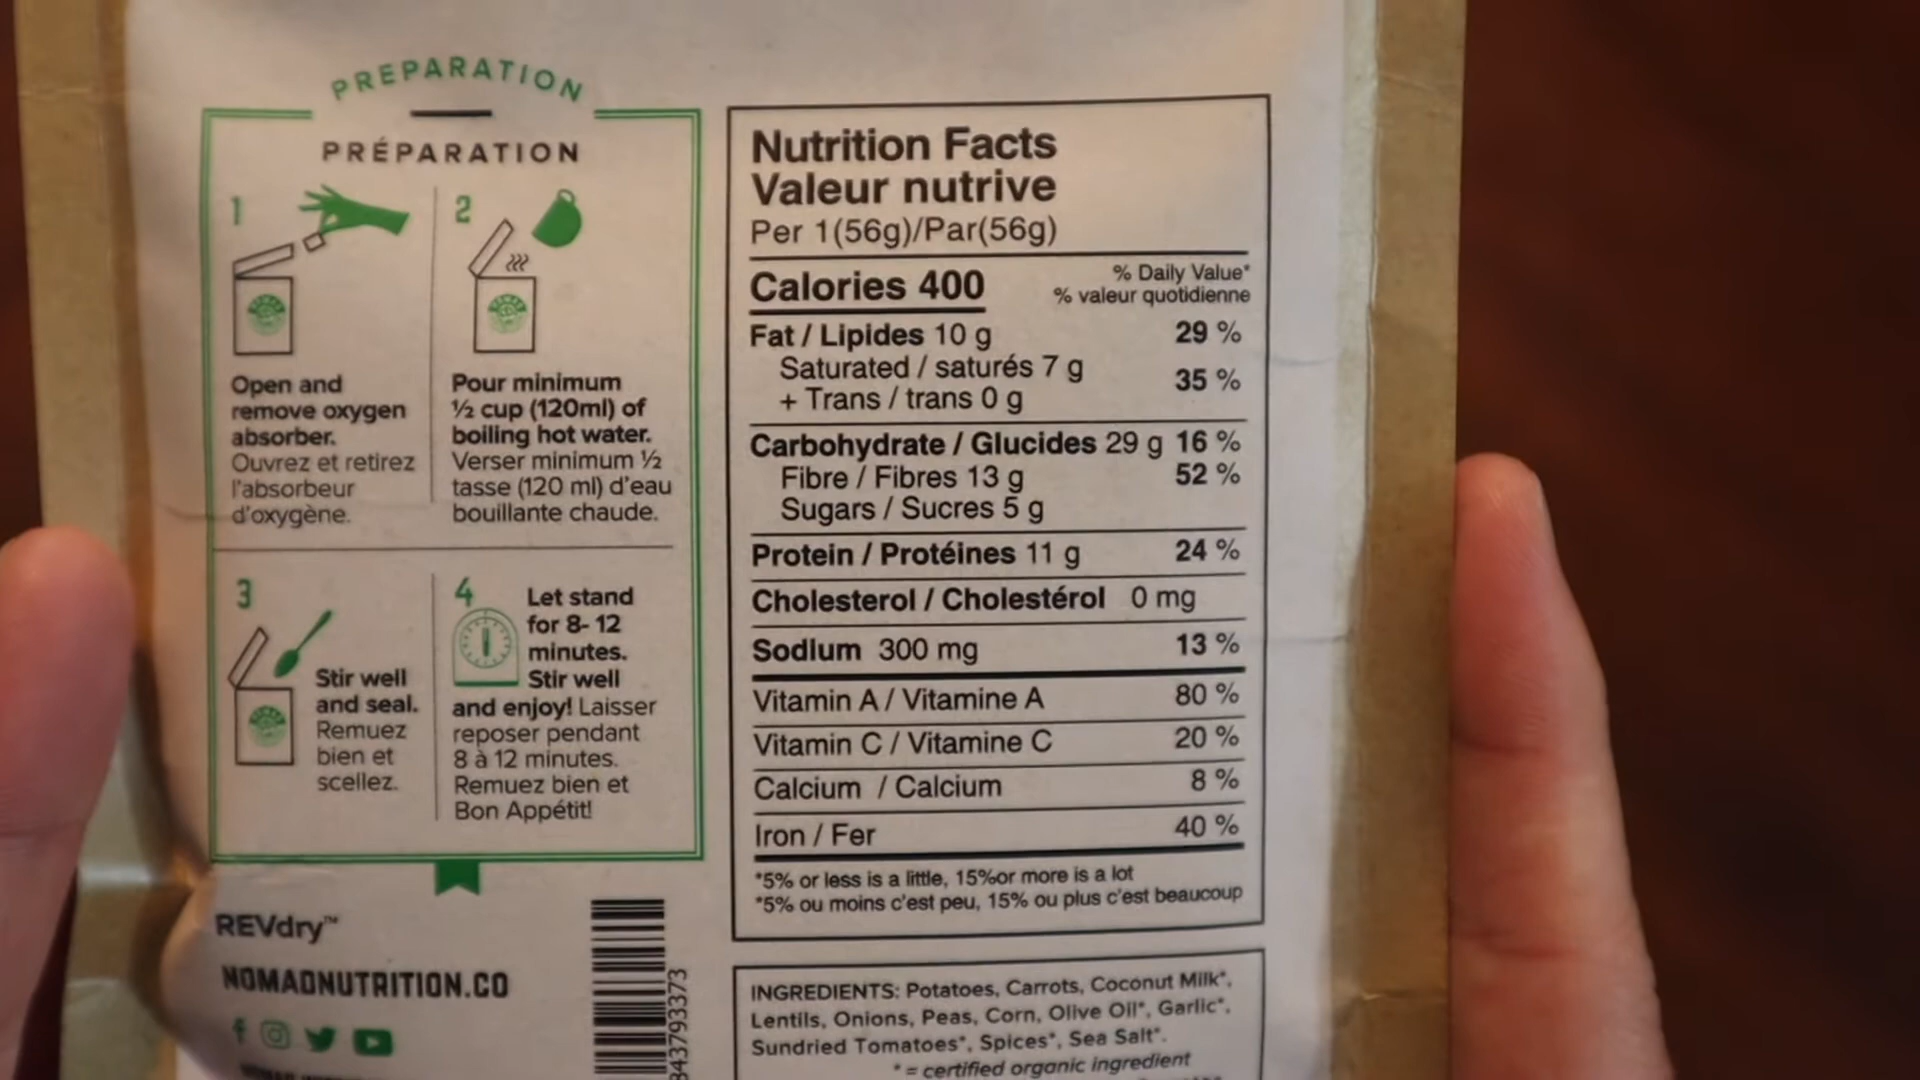 PREPARATION
PRÉPARATION
1
Open and
remove oxygen
absorber.
Ouvrez et retirez
l'absorbeur
d'oxygène.
2
Pour minimum
½ cup (120ml) of
boiling hot water.
Verser minimum ½
tasse (120 ml) d'eau
bouillante chaude.
3
Stir well
and seal.
Remuez
bien et
scellez.
4
Let stand
for 8- 12
minutes.
Stir well
and enjoy! Laisser
reposer pendant
8 à 12 minutes.
Remuez bien et
Bon Appétit!
REVdry™
NOMADNUTRITION.CO
843793373
Nutrition Facts
Valeur nutrive
Per 1(56g)/Par(56g)
Calories 400
% Daily Value*
% valeur quotidienne
Fat / Lipides 10 g 29 %
Saturated / saturés 7 g
+ Trans / trans 0 g 35 %
Carbohydrate / Glucides 29 g 16 %
Fibre / Fibres 13 g 52 %
Sugars / Sucres 5 g
Protein / Protéines 11 g 24 %
Cholesterol / Cholestérol 0 mg
Sodium 300 mg 13 %
Vitamin A / Vitamine A 80 %
Vitamin C / Vitamine C 20 %
Calcium / Calcium 8 %
Iron / Fer 40 %
*5% or less is a little, 15%or more is a lot
*5% ou moins c'est peu, 15% ou plus c'est beaucoup
INGREDIENTS: Potatoes, Carrots, Coconut Milk*,
Lentils, Onions, Peas, Corn, Olive Oil*, Garlic*,
Sundried Tomatoes*, Spices*, Sea Salt*.
* = certified organic ingredient